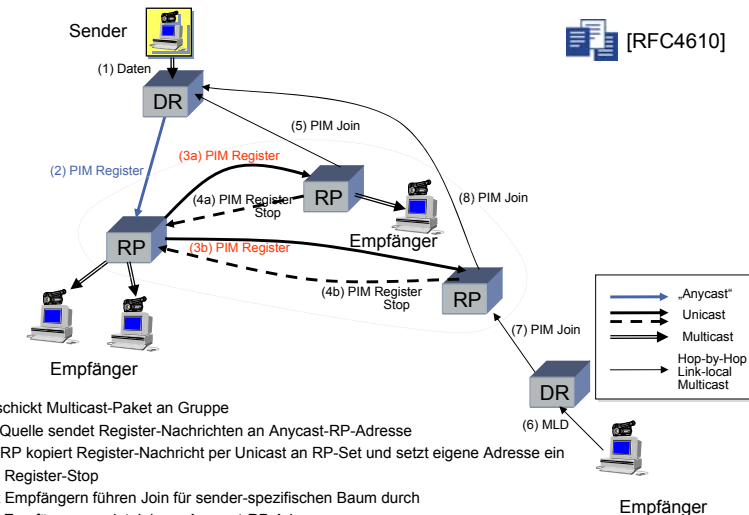 Sender
[RFC4610]
(1) Daten
DR
(5) PIM Join
(2) PIM Register
(3a) PIM Register
(4a) PIM Register
Stop
RP
(8) PIM Join
Empfänger
RP
(3b) PIM Register
(4b) PIM Register
Stop
RP
„Anycast“
Unicast
Multicast
Hop-by-Hop
Link-local
Multicast
(7) PIM Join
Empfänger
DR
(6) MLD
schickt Multicast-Paket an Gruppe
Quelle sendet Register-Nachrichten an Anycast-RP-Adresse
RP kopiert Register-Nachricht per Unicast an RP-Set und setzt eigene Adresse ein
Register-Stop
Empfängern führen Join für sender-spezifischen Baum durch
Empfänger